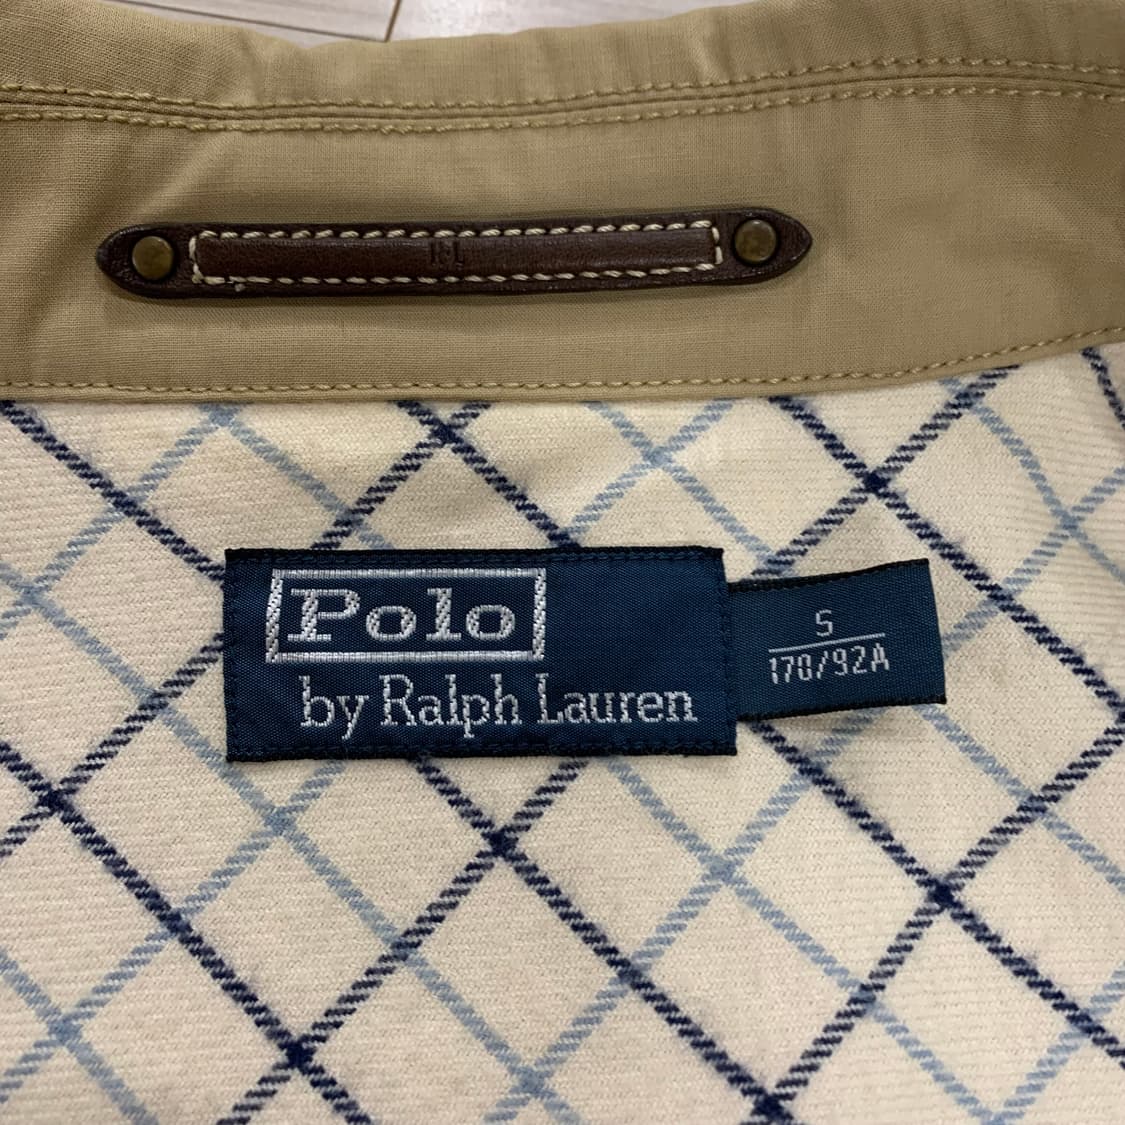 Polo
by Ralph Lauren
S
170/92A